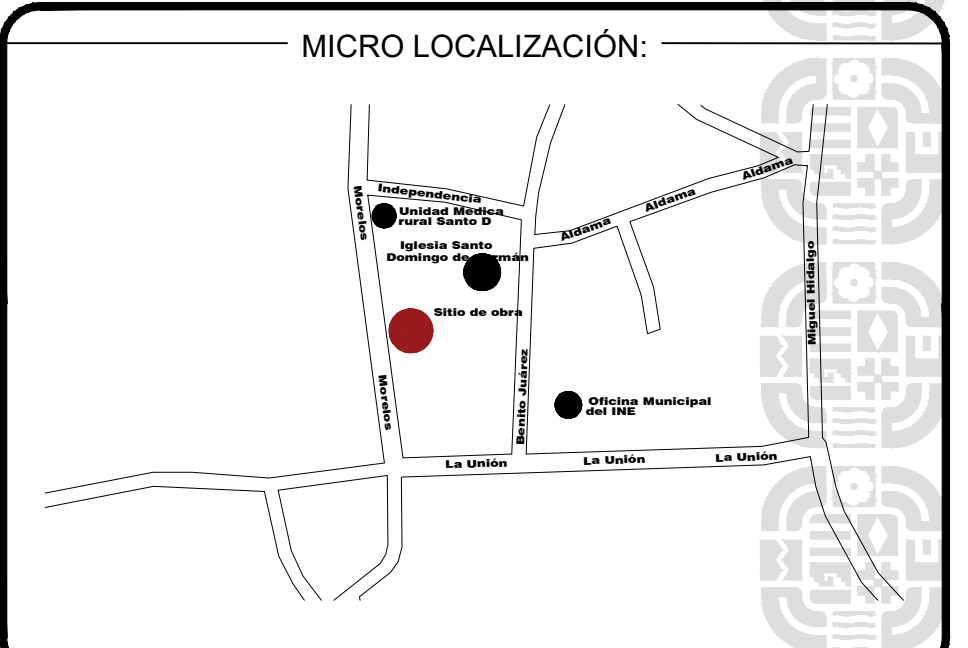 MICRO LOCALIZACIÓN:
Independencia
Morelos
Unidad Medica
rural Santo D
Iglesia Santo
Domingo de
Aldama
Aldama
Aldama
Sitio de obra
Miguel Hidalgo
Benito Juárez
Morelos
Oficina Municipal
del INE
La Unión
La Unión
La Unión